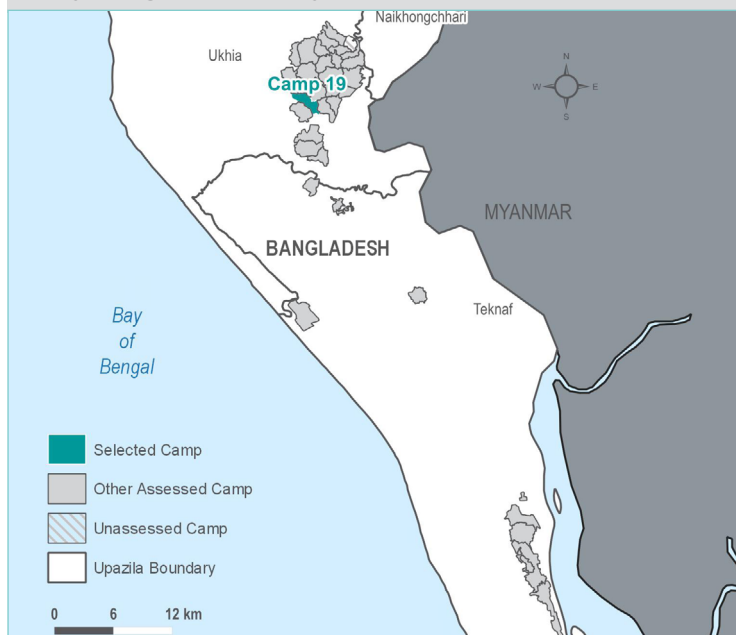 Naikhongchhari
Ukhia
Camp 19
N
W E
S
MYANMAR
BANGLADESH
Teknaf
Bay
of
Bengal
Selected Camp
Other Assessed Camp
Unassessed Camp
Upazila Boundary
0 6 12 km